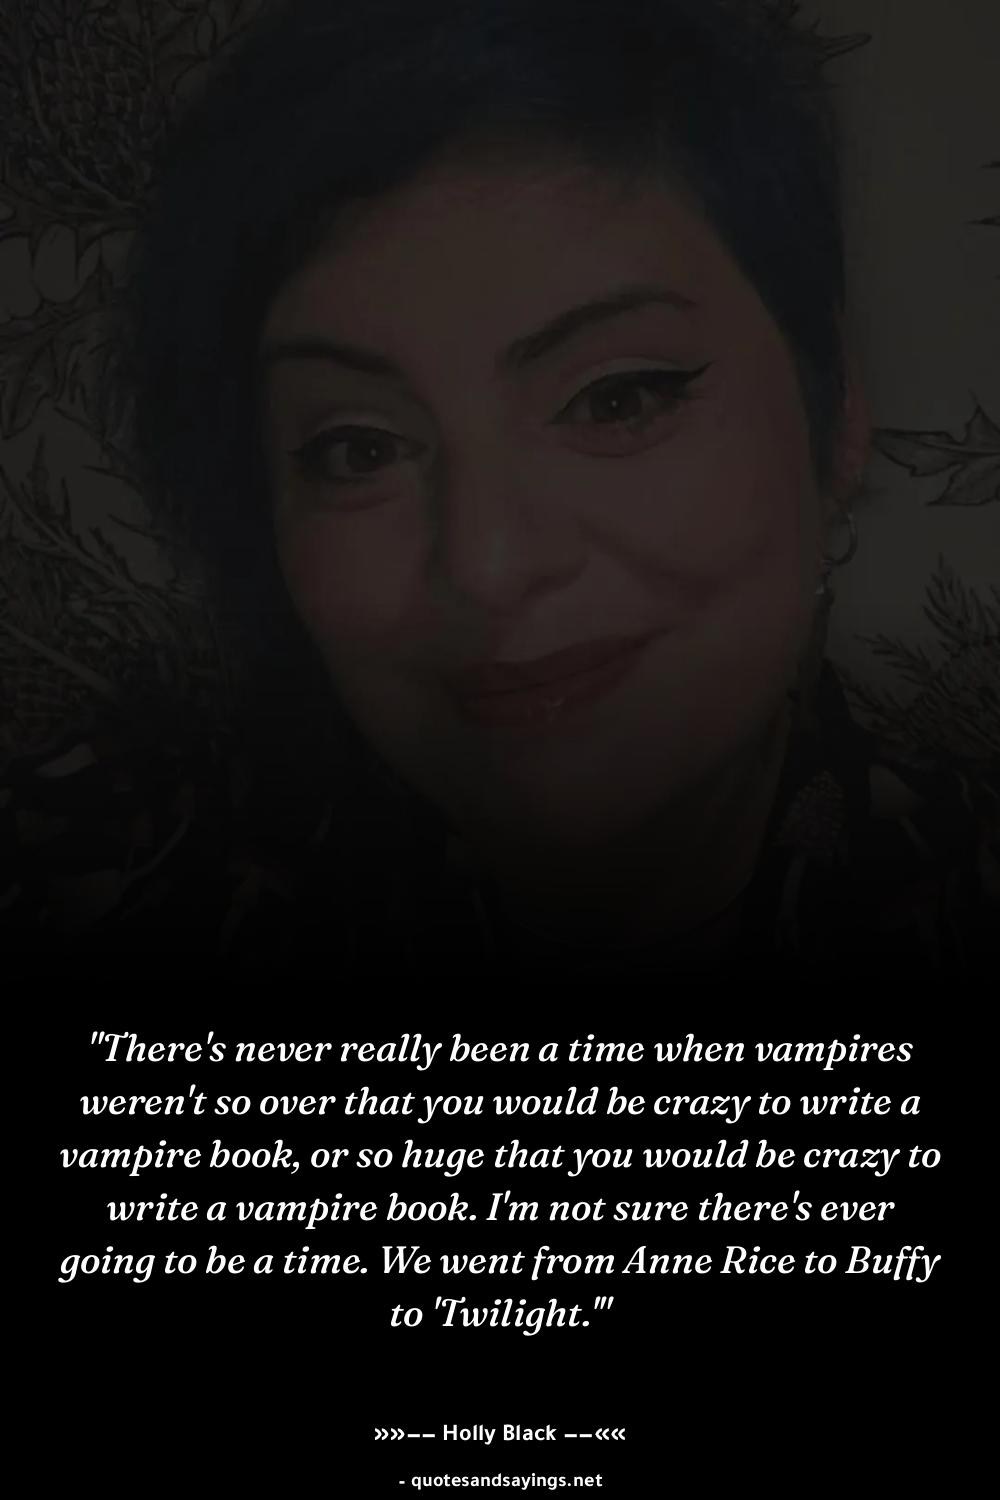 "There's never really been a time when vampires
weren't so over that you would be crazy to write a
vampire book, or so huge that you would be crazy to
write a vampire book. I'm not sure there's ever
going to be a time. We went from Anne Rice to Buffy
to 'Twilight.'"
»»−− Holly Black −−««
- quotesandsayings.net